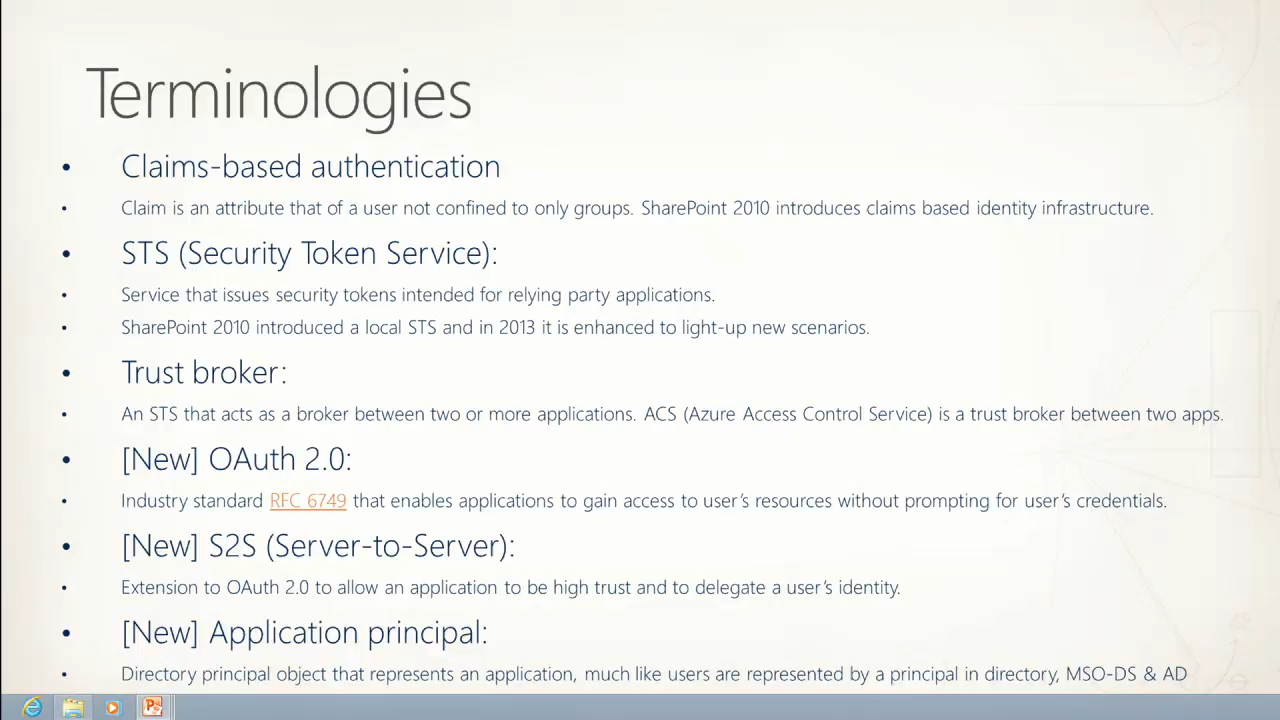 Terminologies
• Claims-based authentication
• Claim is an attribute that of a user not confined to only groups. SharePoint 2010 introduces claims based identity infrastructure.
• STS (Security Token Service):
• Service that issues security tokens intended for relying party applications.
• SharePoint 2010 introduced a local STS and in 2013 it is enhanced to light-up new scenarios.
• Trust broker:
• An STS that acts as a broker between two or more applications. ACS (Azure Access Control Service) is a trust broker between two apps.
• [New] OAuth 2.0:
• Industry standard RFC 6749 that enables applications to gain access to user's resources without prompting for user's credentials.
• [New] S2S (Server-to-Server):
• Extension to OAuth 2.0 to allow an application to be high trust and to delegate a user's identity.
• [New] Application principal:
• Directory principal object that represents an application, much like users are represented by a principal in directory, MSO-DS & AD